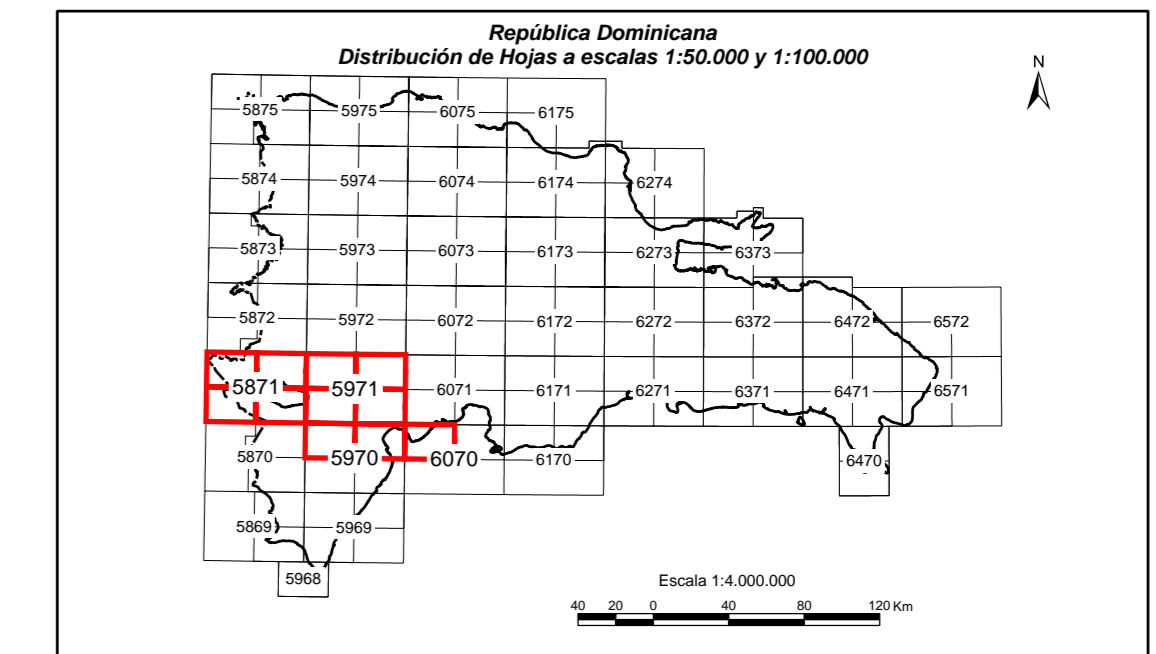 República Dominicana
Distribución de Hojas a escalas 1:50.000 y 1:100.000
N
5875 5975 6075 6175
5874 5974 6074 6174 6274
5873 5973 6073 6173 6273 6373
5872 5972 6072 6172 6272 6372 6472 6572
5871 5971 6071 6171 6271 6371 6471 6571
5870 5970 6070 6170 6470
5869 5969
5968
Escala 1:4.000.000
40 20 0 40 80 120 Km